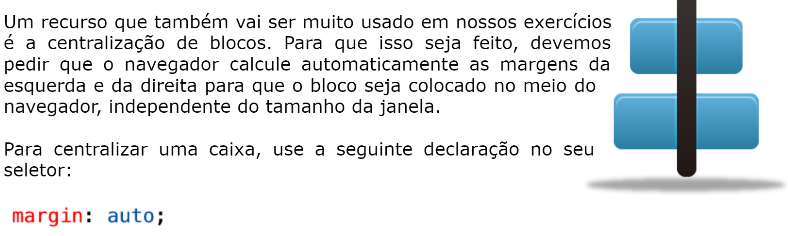 Um recurso que também vai ser muito usado em nossos exercícios
é a centralização de blocos. Para que isso seja feito, devemos
pedir que o navegador calcule automaticamente as margens da
esquerda e da direita para que o bloco seja colocado no meio do
navegador, independente do tamanho da janela.
Para centralizar uma caixa, use a seguinte declaração no seu
seletor:
margin: auto;